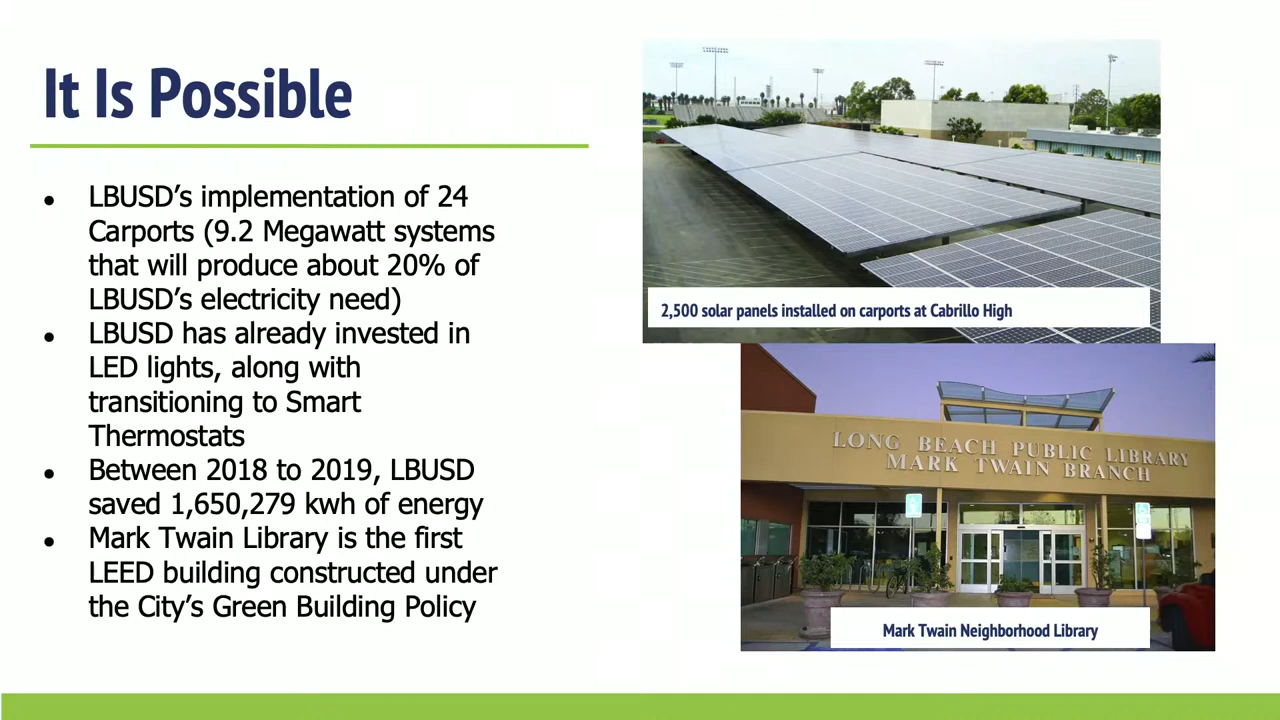 It Is Possible
● LBUSD’s implementation of 24
Carports (9.2 Megawatt systems
that will produce about 20% of
LBUSD’s electricity need)
● LBUSD has already invested in
LED lights, along with
transitioning to Smart
Thermostats
● Between 2018 to 2019, LBUSD
saved 1,650,279 kwh of energy
● Mark Twain Library is the first
LEED building constructed under
the City’s Green Building Policy
2,500 solar panels installed on carports at Cabrillo High
LONG BEACH PUBLIC LIBRARY
MARK TWAIN BRANCH
Mark Twain Neighborhood Library